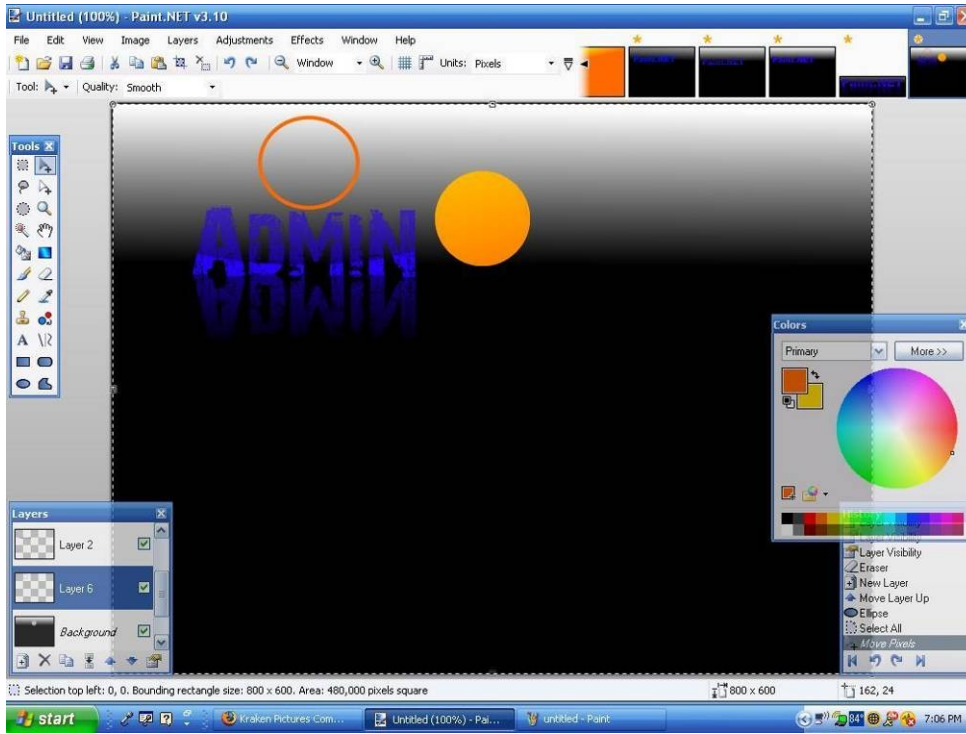 Untitled (100%) - Paint.NET v3.10
File Edit View Image Layers Adjustments Effects Window Help
Window Units: Pixels
Tool: Quality: Smooth
Tools
ADMIN
Colors
Primary More >>
Layers
Layer 2
Layer 6
Background
Layer Visibility
Layer Visibility
Eraser
New Layer
Move Layer Up
Ellipse
Select All
Move Pixels
Selection top left: 0, 0. Bounding rectangle size: 800 x 600. Area: 480,000 pixels square 800 x 600 162, 24
start Kraken Pictures Com... Untitled (100%) - Pai... untitled - Paint 84° 7:06 PM